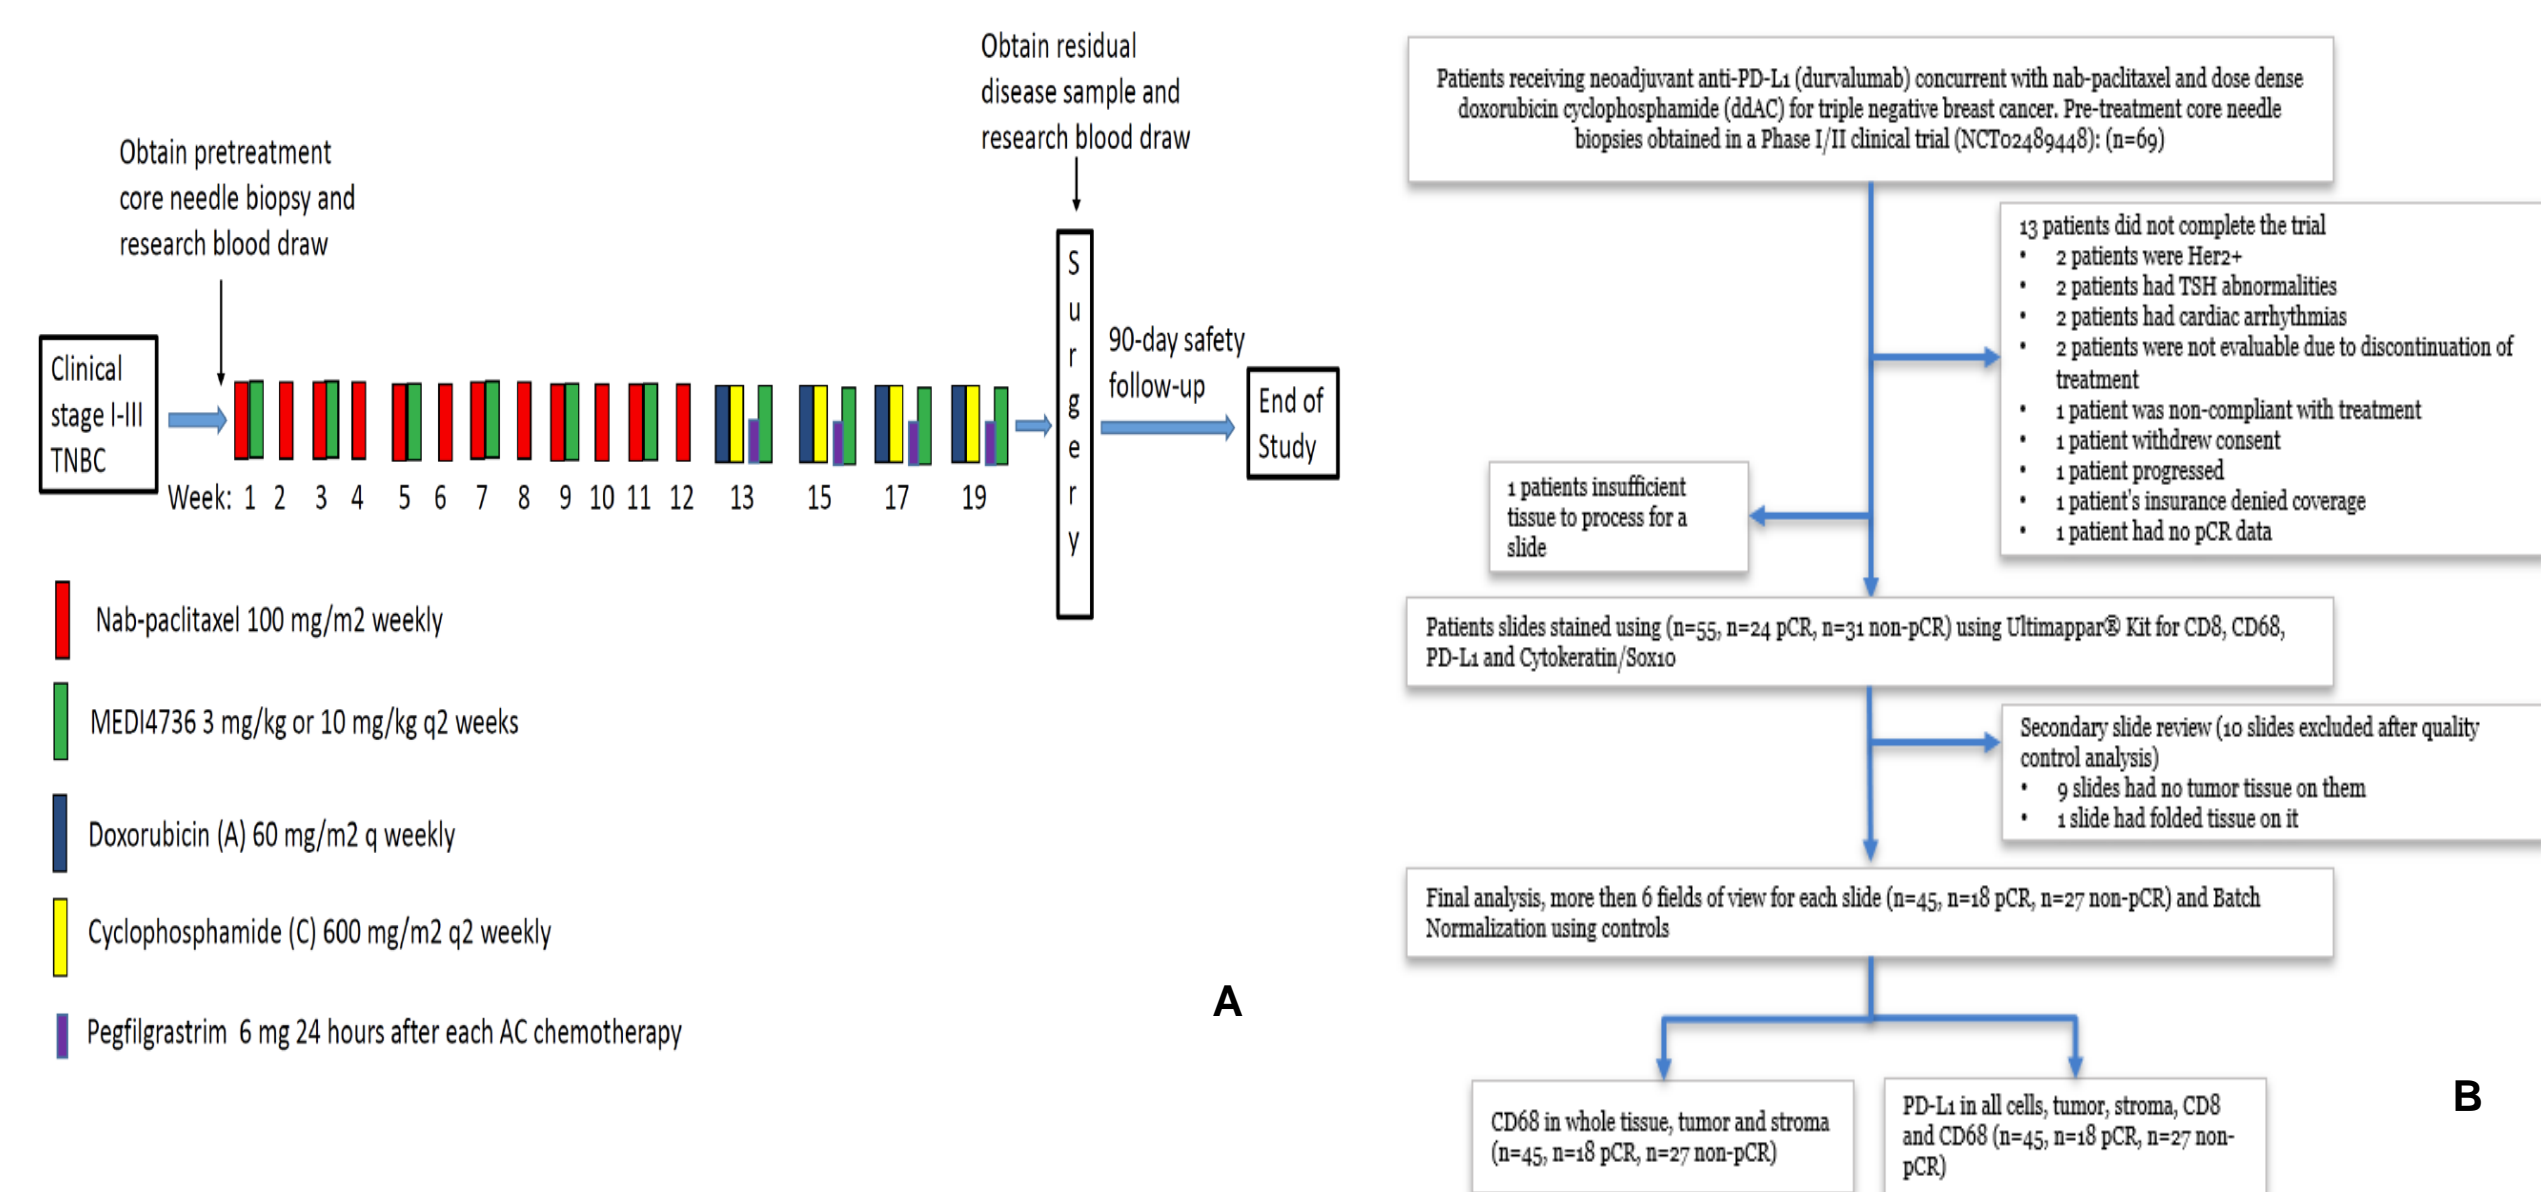 Obtain pretreatment
core needle biopsy and
research blood draw
Obtain residual
disease sample and
research blood draw
Clinical
stage I-III
TNBC
Week: 1 2 3 4 5 6 7 8 9 10 11 12 13 15 17 19
Surgery
90-day safety
follow-up
End of
Study
Nab-paclitaxel 100 mg/m2 weekly
MEDI4736 3 mg/kg or 10 mg/kg q2 weeks
Doxorubicin (A) 60 mg/m2 q weekly
Cyclophosphamide (C) 600 mg/m2 q2 weekly
Pegfilgrastrim 6 mg 24 hours after each AC chemotherapy
A
Patients receiving neoadjuvant anti-PD-L1 (durvalumab) concurrent with nab-paclitaxel and dose dense
doxorubicin cyclophosphamide (ddAC) for triple negative breast cancer. Pre-treatment core needle
biopsies obtained in a Phase I/II clinical trial (NCT02489448): (n=69)
13 patients did not complete the trial
• 2 patients were Her2+
• 2 patients had TSH abnormalities
• 2 patients had cardiac arrhythmias
• 2 patients were not evaluable due to discontinuation of
treatment
• 1 patient was non-compliant with treatment
• 1 patient withdrew consent
• 1 patient progressed
• 1 patient's insurance denied coverage
• 1 patient had no pCR data
1 patients insufficient
tissue to process for a
slide
Patients slides stained using (n=55, n=24 pCR, n=31 non-pCR) using Ultimappar® Kit for CD8, CD68,
PD-L1 and Cytokeratin/Sox10
Secondary slide review (10 slides excluded after quality
control analysis)
• 9 slides had no tumor tissue on them
• 1 slide had folded tissue on it
Final analysis, more then 6 fields of view for each slide (n=45, n=18 pCR, n=27 non-pCR) and Batch
Normalization using controls
CD68 in whole tissue, tumor and stroma
(n=45, n=18 pCR, n=27 non-pCR)
PD-L1 in all cells, tumor, stroma, CD8
and CD68 (n=45, n=18 pCR, n=27 non-
pCR)
B